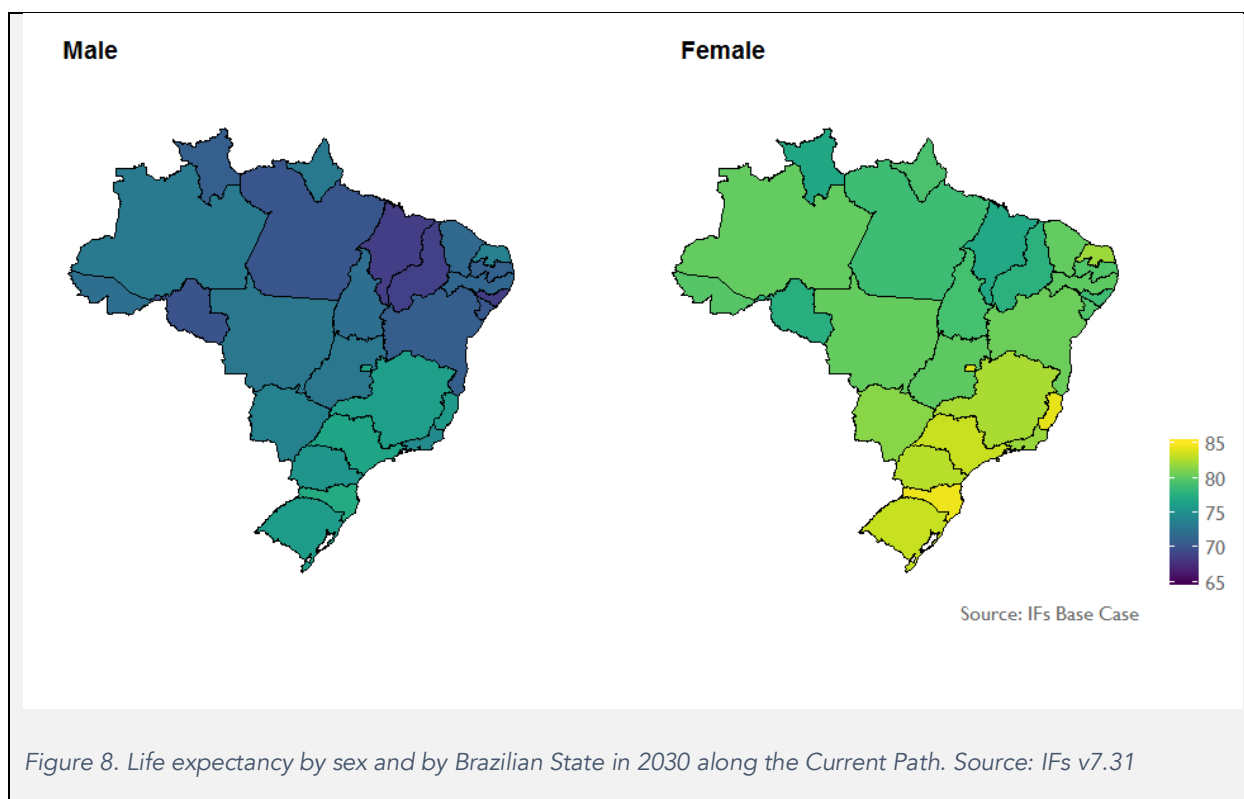 Male
Female
85
80
75
70
65
Source: IFs Base Case
Figure 8. Life expectancy by sex and by Brazilian State in 2030 along the Current Path. Source: IFs v7.31